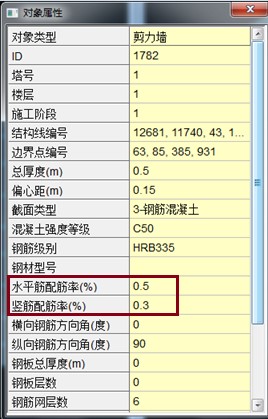 对象属性
对象类型 剪力墙
ID 1782
塔号 1
楼层 1
施工阶段 1
结构线编号 12681, 11740, 43, 1...
边界点编号 63, 85, 385, 931
总厚度(m) 0.5
偏心距(m) 0.15
截面类型 3-钢筋混凝土
混凝土强度等级 C50
钢筋级别 HRB335
钢材型号
水平筋配筋率(%) 0.5
竖筋配筋率(%) 0.3
横向钢筋方向角(度) 0
纵向钢筋方向角(度) 90
钢板总厚度(m) 0
钢板层数 0
钢筋网层数 6